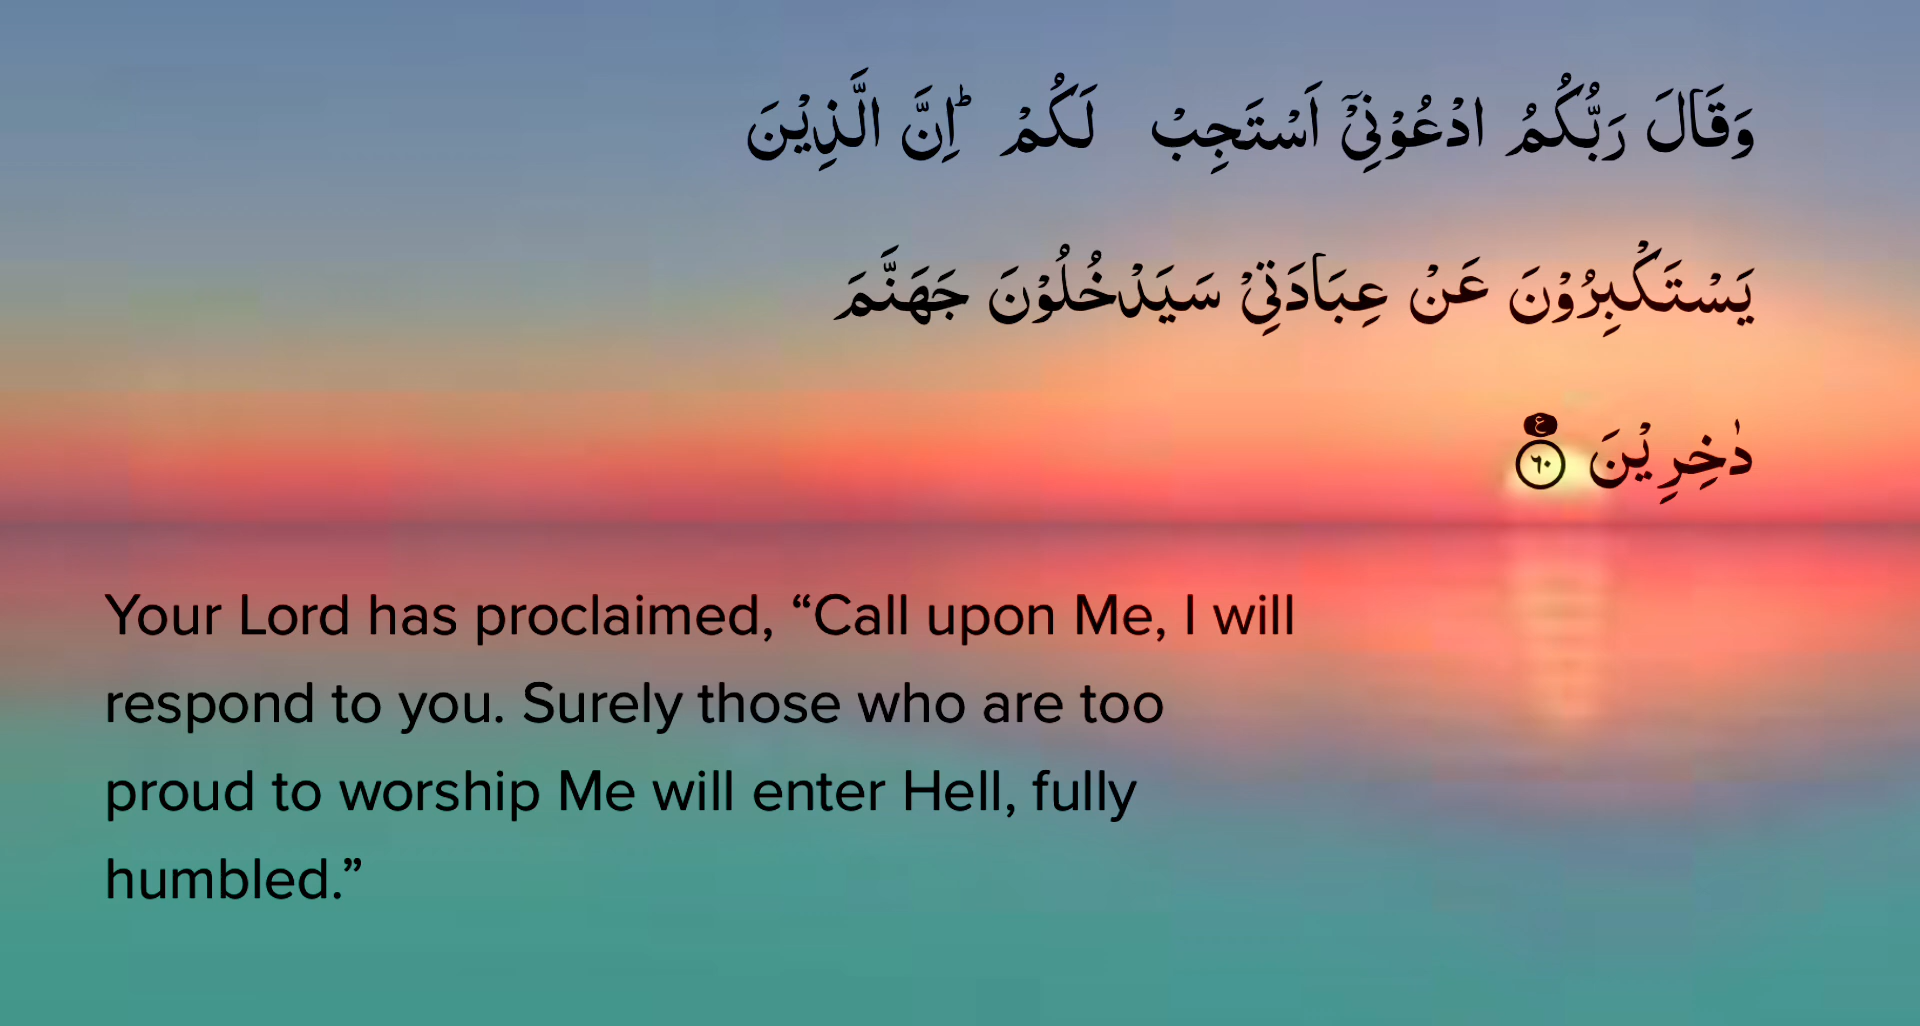 وَقَالَ رَبُّكُمُ ادْعُوْنِيْٓ اَسْتَجِبْ لَكُمْ ؕ اِنَّ الَّذِيْنَ
يَسْتَكْبِرُوْنَ عَنْ عِبَادَتِيْ سَيَدْخُلُوْنَ جَهَنَّمَ
دٰخِرِيْنَ ٦٠ ع
Your Lord has proclaimed, “Call upon Me, I will
respond to you. Surely those who are too
proud to worship Me will enter Hell, fully
humbled.”